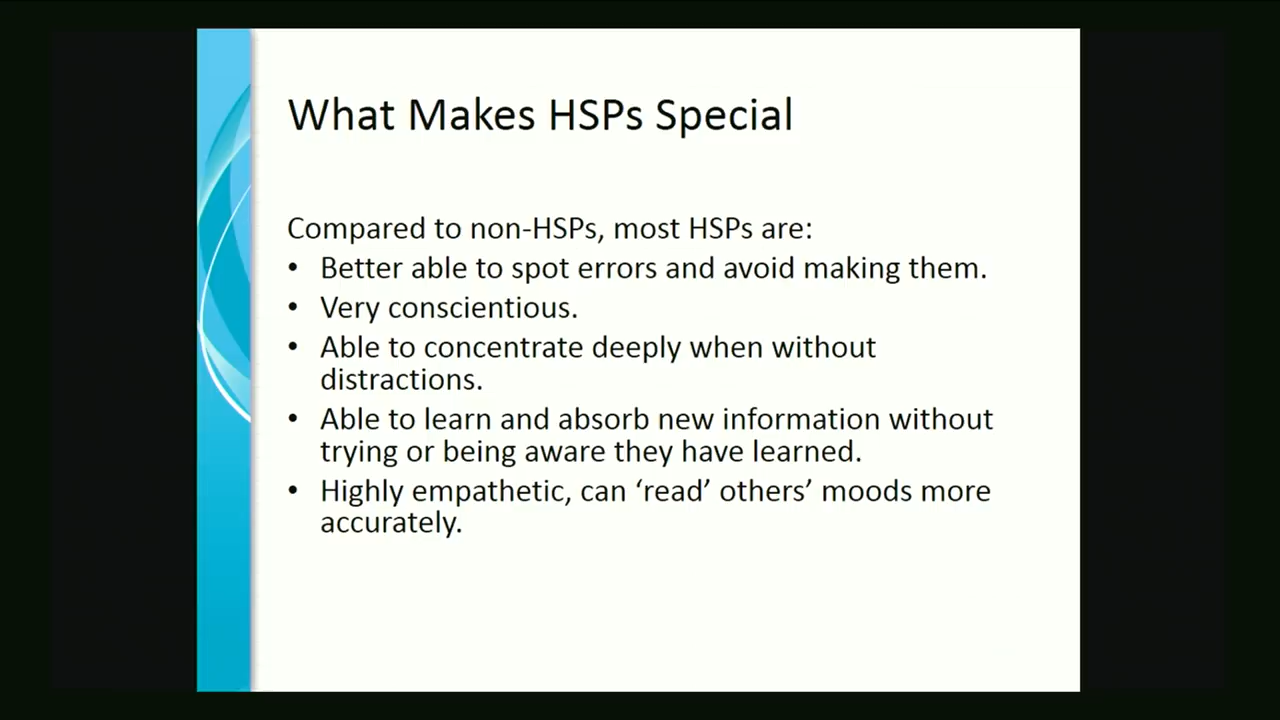 What Makes HSPs Special
Compared to non-HSPs, most HSPs are:
• Better able to spot errors and avoid making them.
• Very conscientious.
• Able to concentrate deeply when without
distractions.
• Able to learn and absorb new information without
trying or being aware they have learned.
• Highly empathetic, can ‘read’ others’ moods more
accurately.